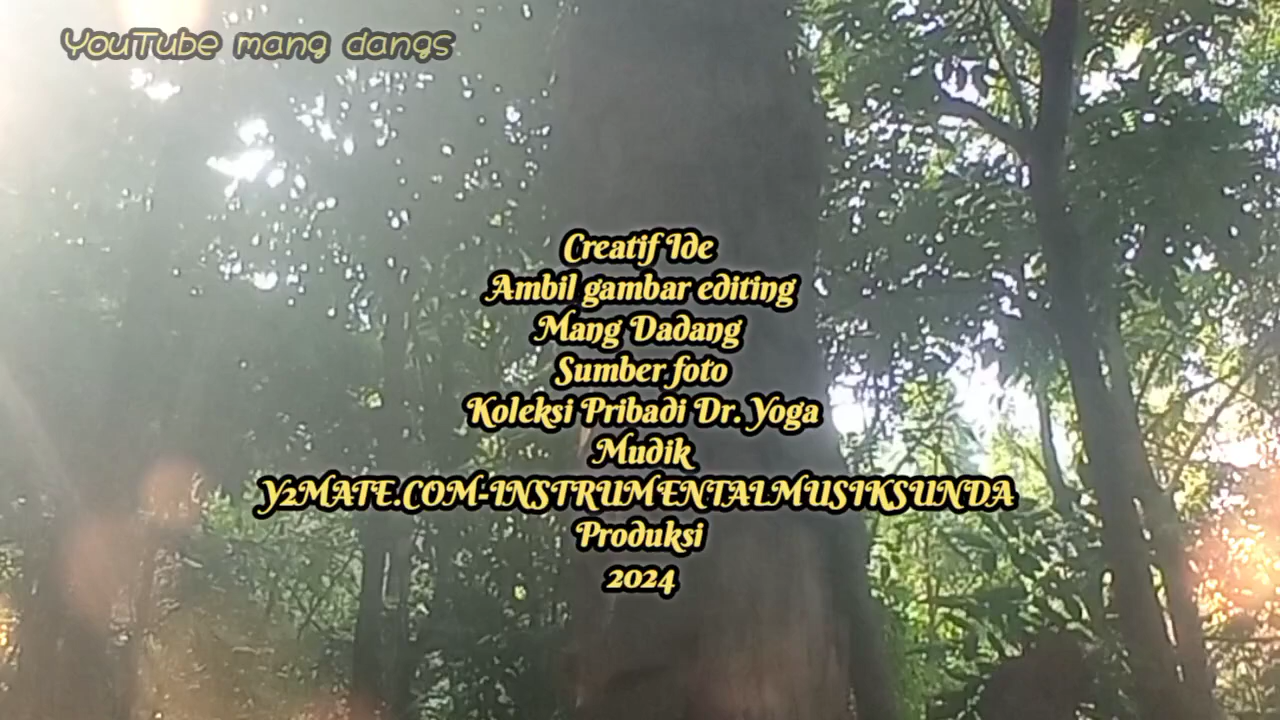 YouTube mang dangs
Creatif Ide
Ambil gambar editing
Mang Dadang
Sumber foto
Koleksi Pribadi Dr. Yoga
Mudik
Y2MATE.COM-INSTRUMENTALMUSIKSUNDA
Produksi
2024